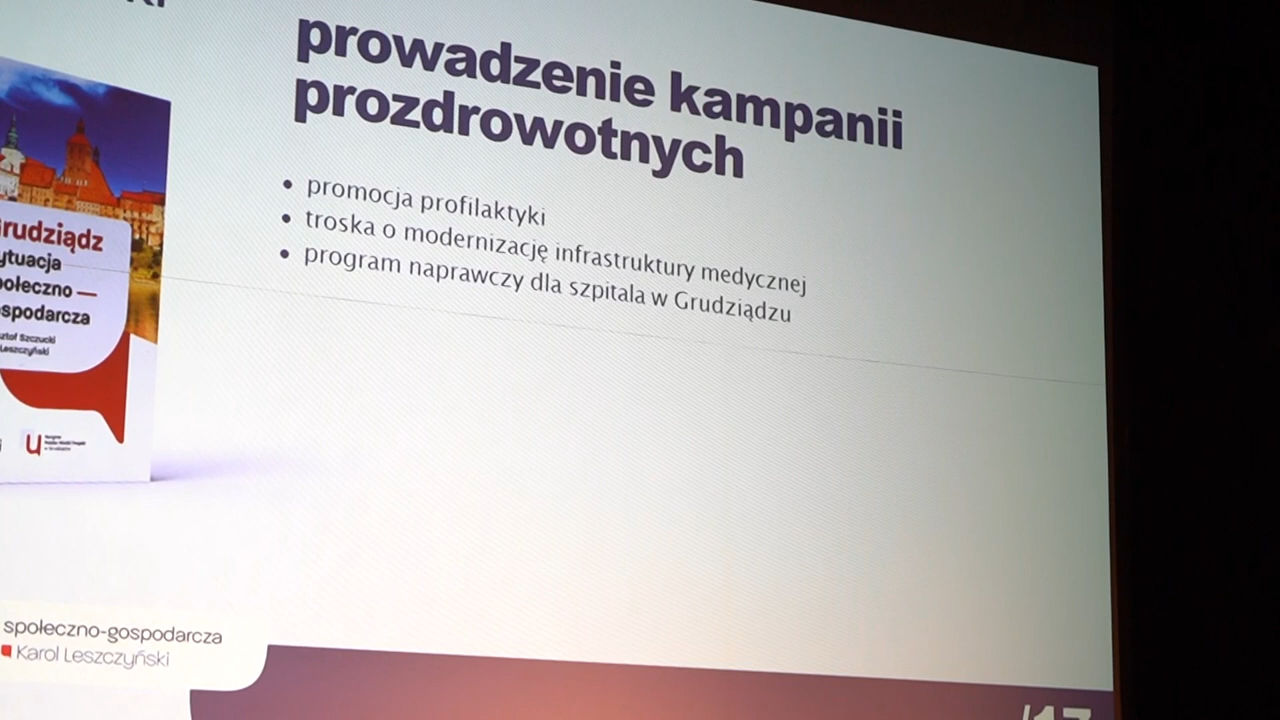 prowadzenie kampanii
prozdrowotnych
promocja profilaktyki
troska o modernizację infrastruktury medycznej
program naprawczy dla szpitala w Grudziądzu
rudziądz
ytuacja
połeczno —
spodarcza
ztof Szczucki
Leszczyński
społeczno-gospodarcza
Karol Leszczyński
/17